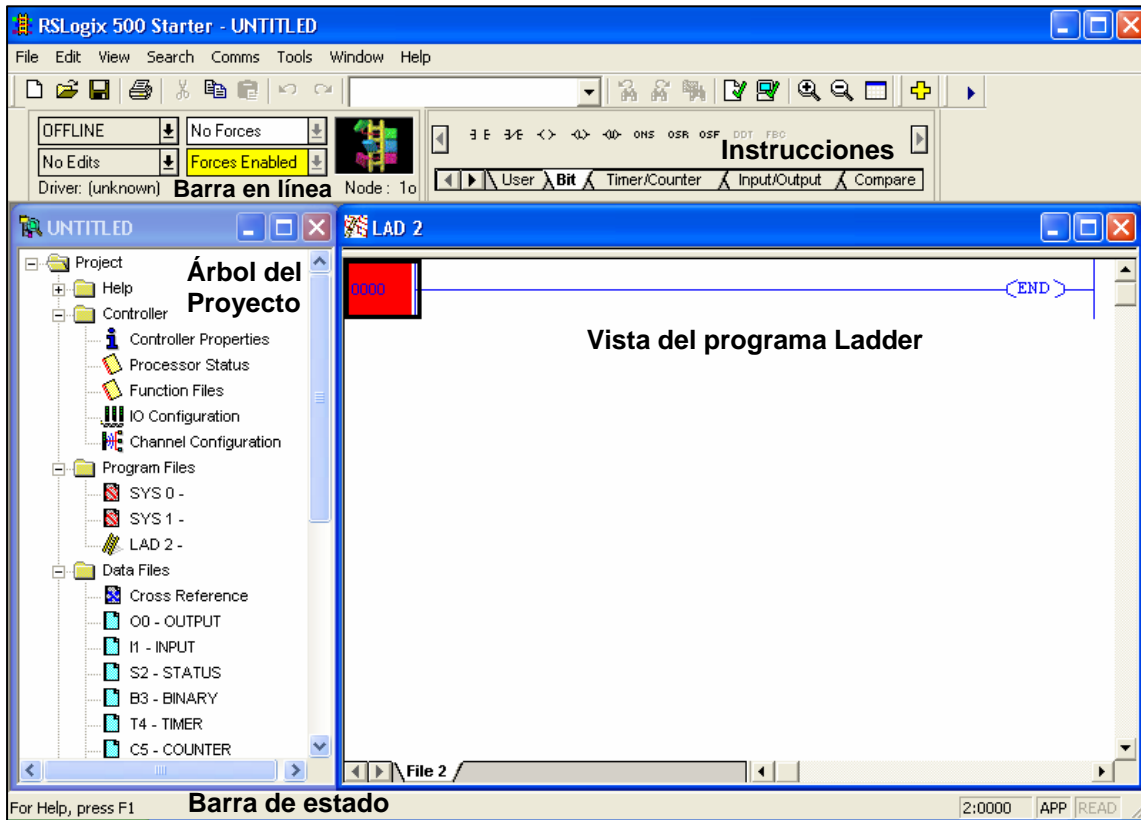 RSLogix 500 Starter - UNTITLED
File Edit View Search Comms Tools Window Help
OFFLINE No Forces
No Edits Forces Enabled
Driver: (unknown) Barra en línea Node : 1o
ONS OSR OSF DDT FBC
Instrucciones
User Bit Timer/Counter Input/Output Compare
UNTITLED
Project
Árbol del Proyecto
Help
Controller
Controller Properties
Processor Status
Function Files
IO Configuration
Channel Configuration
Program Files
SYS 0 -
SYS 1 -
LAD 2 -
Data Files
Cross Reference
O0 - OUTPUT
I1 - INPUT
S2 - STATUS
B3 - BINARY
T4 - TIMER
C5 - COUNTER
LAD 2
0000
END
Vista del programa Ladder
File 2
For Help, press F1
Barra de estado
2:0000 APP READ